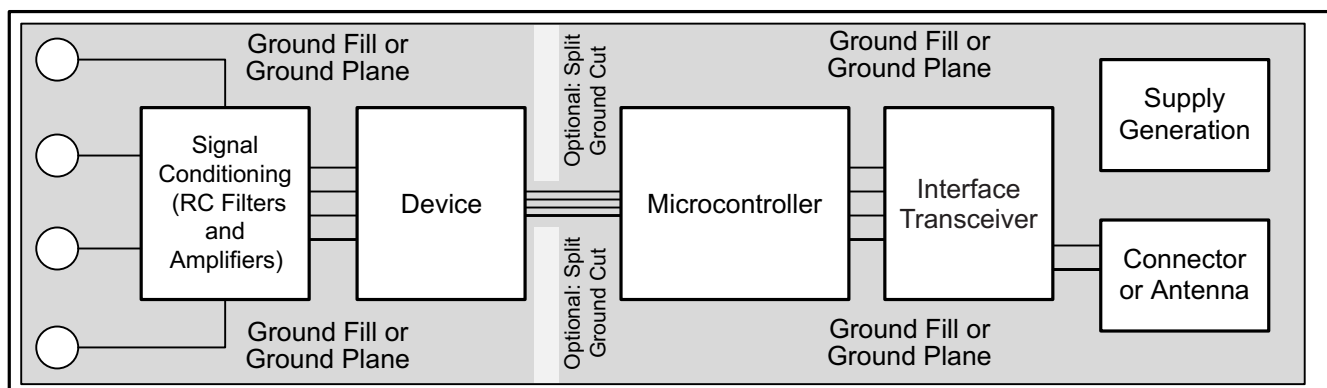 Ground Fill or
Ground Plane
Optional: Split
Ground Cut
Ground Fill or
Ground Plane
Supply
Generation
Signal
Conditioning
(RC Filters
and
Amplifiers)
Device
Microcontroller
Interface
Transceiver
Connector
or Antenna
Ground Fill or
Ground Plane
Optional: Split
Ground Cut
Ground Fill or
Ground Plane